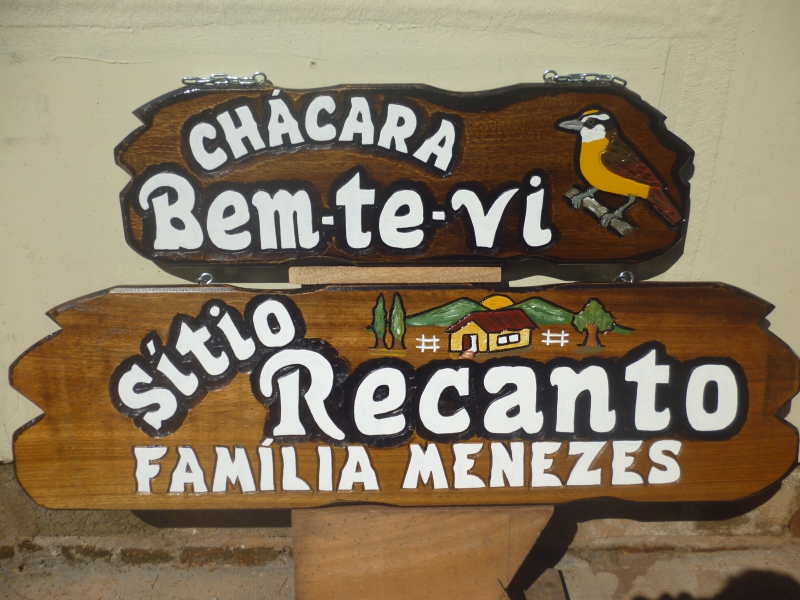 CHÁCARA
Bem-te-vi
Sítio
Recanto
FAMÍLIA MENEZES